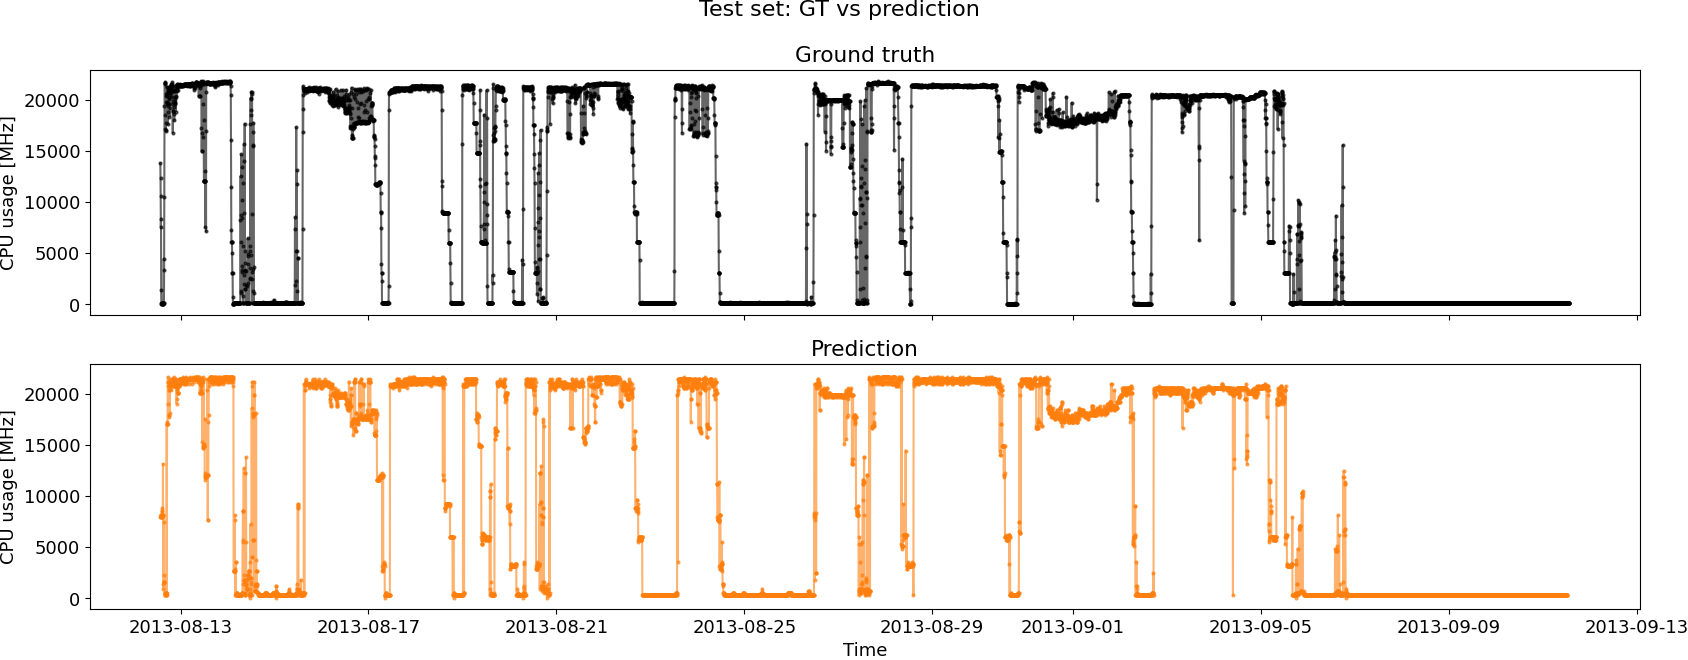 Test set: GT vs prediction
Ground truth
CPU usage [MHz]
20000
15000
10000
5000
0
Prediction
CPU usage [MHz]
20000
15000
10000
5000
0
2013-08-13 2013-08-17 2013-08-21 2013-08-25 2013-08-29 2013-09-01 2013-09-05 2013-09-09 2013-09-13
Time